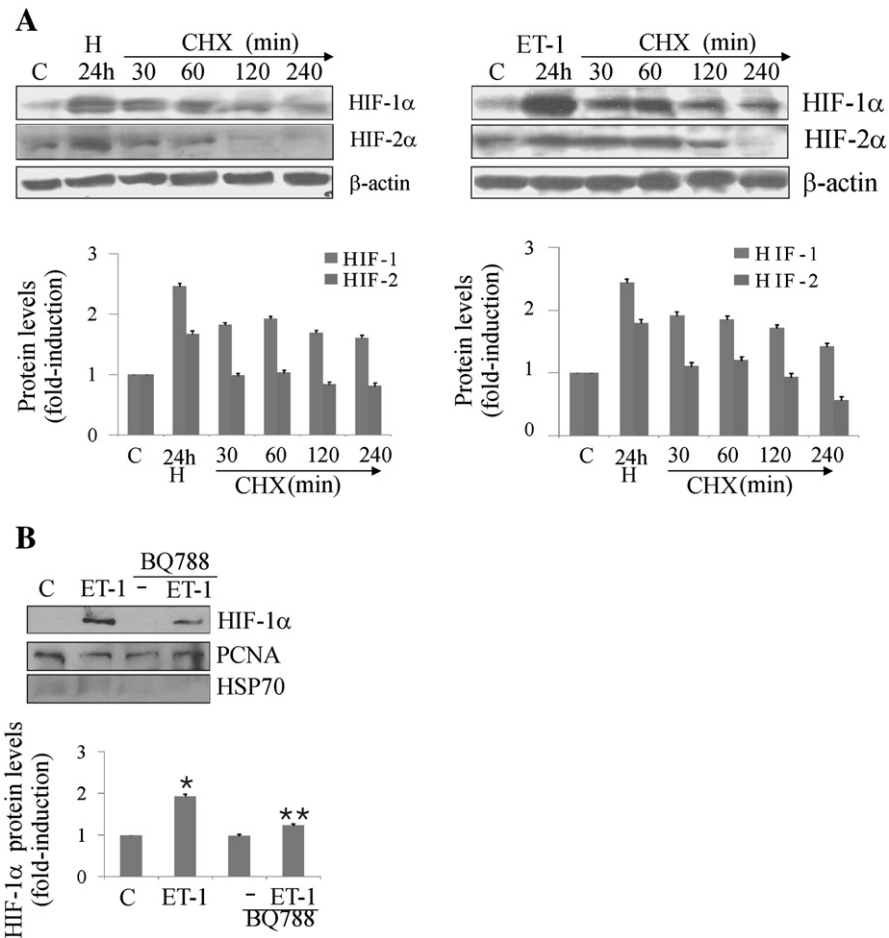 A
H CHX (min)
C 24h 30 60 120 240
HIF-1α
HIF-2α
β-actin
ET-1 CHX (min)
C 24h 30 60 120 240
HIF-1α
HIF-2α
β-actin
Protein levels
(fold-induction)
3
2
1
0
HIF-1
HIF-2
C 24h 30 60 120 240
H CHX(min)
Protein levels
(fold-induction)
3
2
1
0
HIF-1
HIF-2
C 24h 30 60 120 240
H CHX(min)
B
BQ788
C ET-1 - ET-1
HIF-1α
PCNA
HSP70
HIF-1α protein levels
(fold-induction)
3
2
1
0
*
**
C ET-1 - ET-1
BQ788